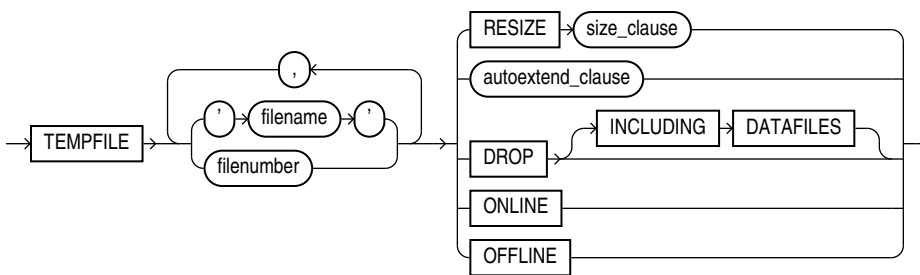 RESIZE size_clause
,
autoextend_clause
' filename ' INCLUDING DATAFILES
TEMPFILE
filenumber DROP
ONLINE
OFFLINE